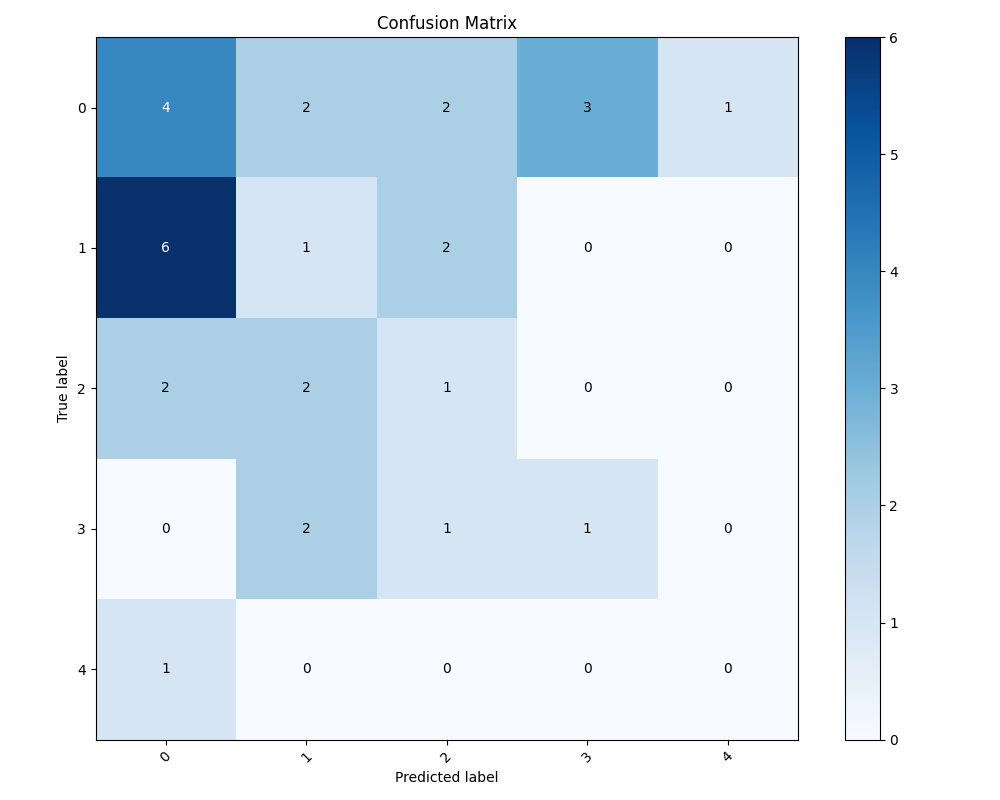 Confusion Matrix
0 4 2 2 3 1
1 6 1 2 0 0
2 2 2 1 0 0
3 0 2 1 1 0
4 1 0 0 0 0
0 1 2 3 4
True label
Predicted label
6
5
4
3
2
1
0